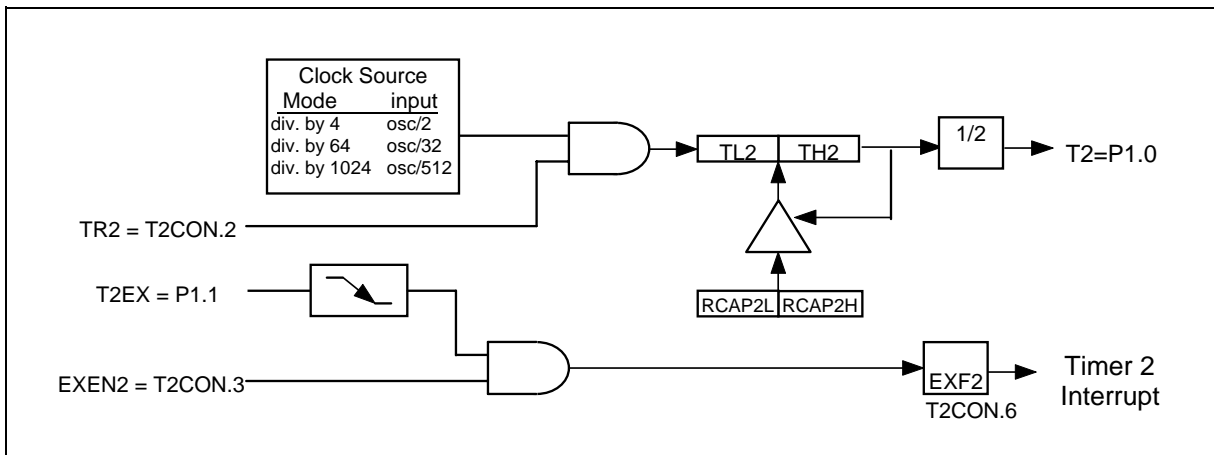 Clock Source
Mode input
div. by 4 osc/2
div. by 64 osc/32
div. by 1024 osc/512
TL2 TH2
1/2
T2=P1.0
TR2 = T2CON.2
T2EX = P1.1
RCAP2L RCAP2H
EXEN2 = T2CON.3
EXF2
T2CON.6
Timer 2
Interrupt